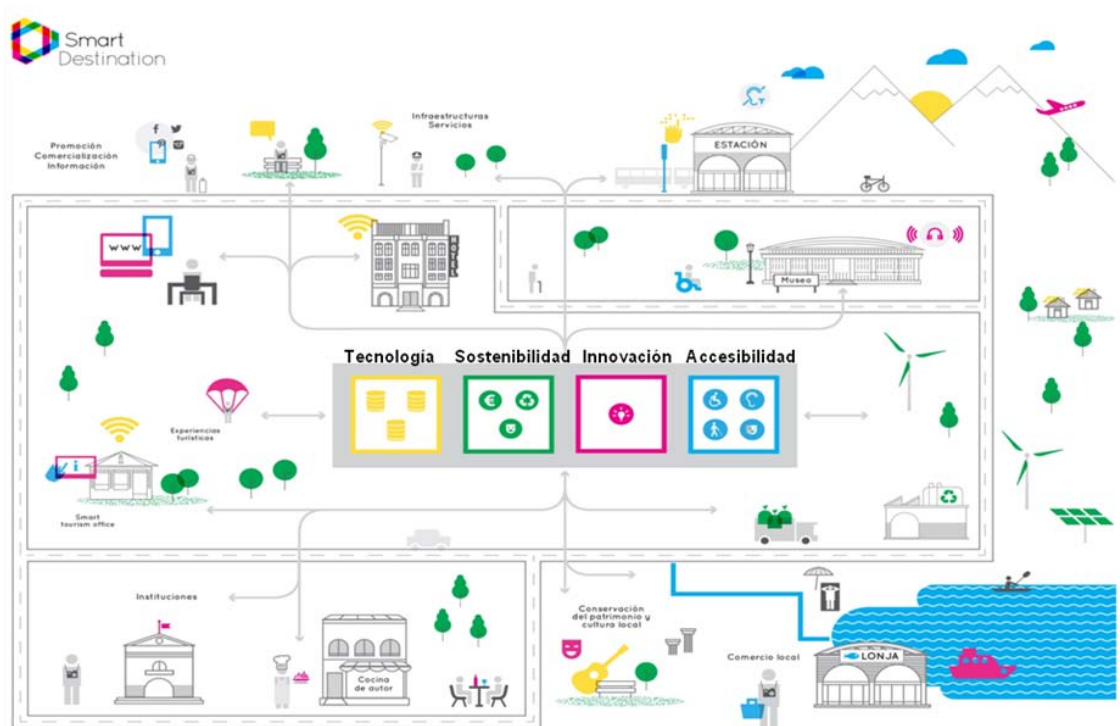 Smart
Destination
Promoción
Comercialización
Información
Infraestructuras
Servicios
ESTACIÓN
www
HOTEL
Museo
Tecnología
Sostenibilidad
Innovación
Accesibilidad
Experiencias
turísticas
i
Smart
tourism office
Instituciones
Cocina
de autor
Conservación
del patrimonio y
cultura local
Comercio local
LONJA